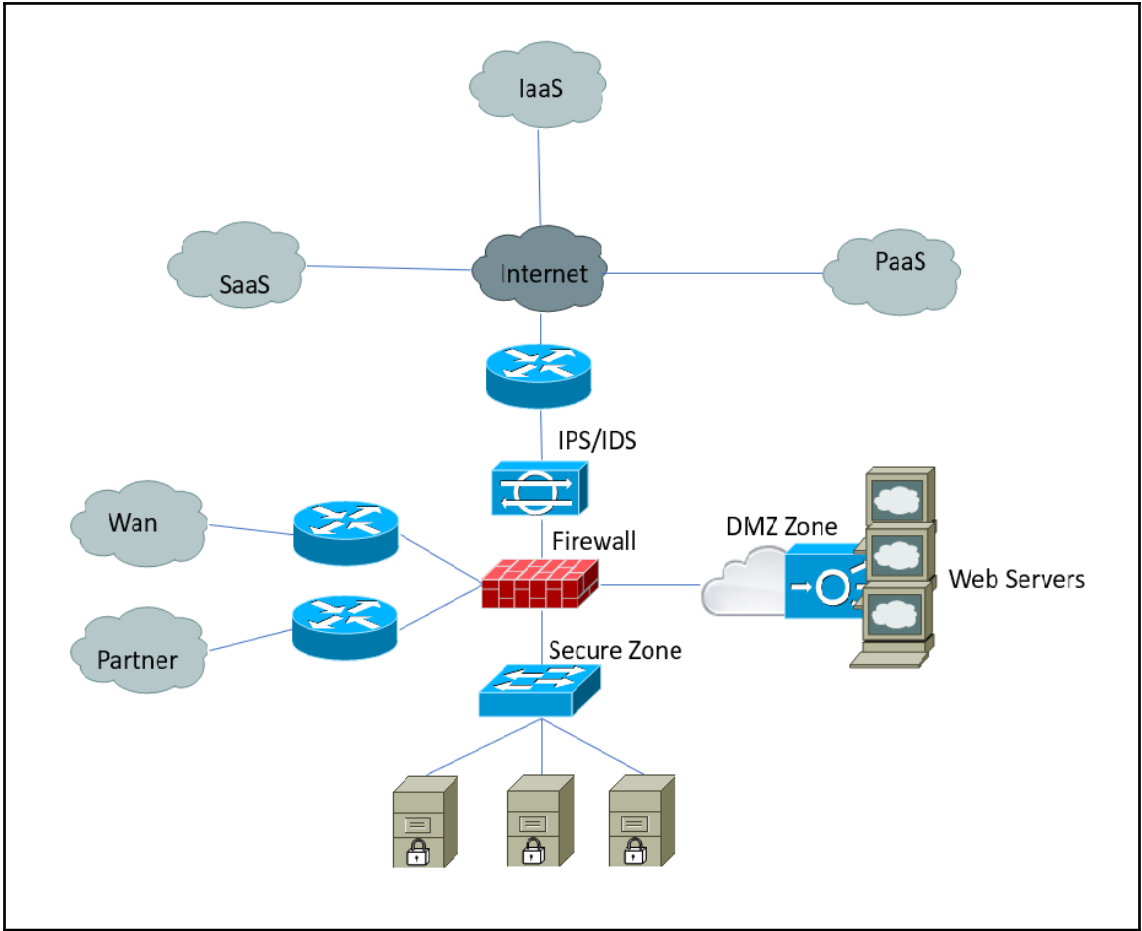 IaaS
SaaS
Internet
PaaS
IPS/IDS
Wan
Firewall
DMZ Zone
Web Servers
Partner
Secure Zone